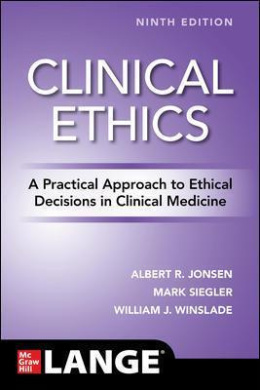 NINTH EDITION
CLINICAL
ETHICS
A Practical Approach to Ethical
Decisions in Clinical Medicine
ALBERT R. JONSEN
MARK SIEGLER
WILLIAM J. WINSLADE
Mc
Graw
Hill
LANGE®